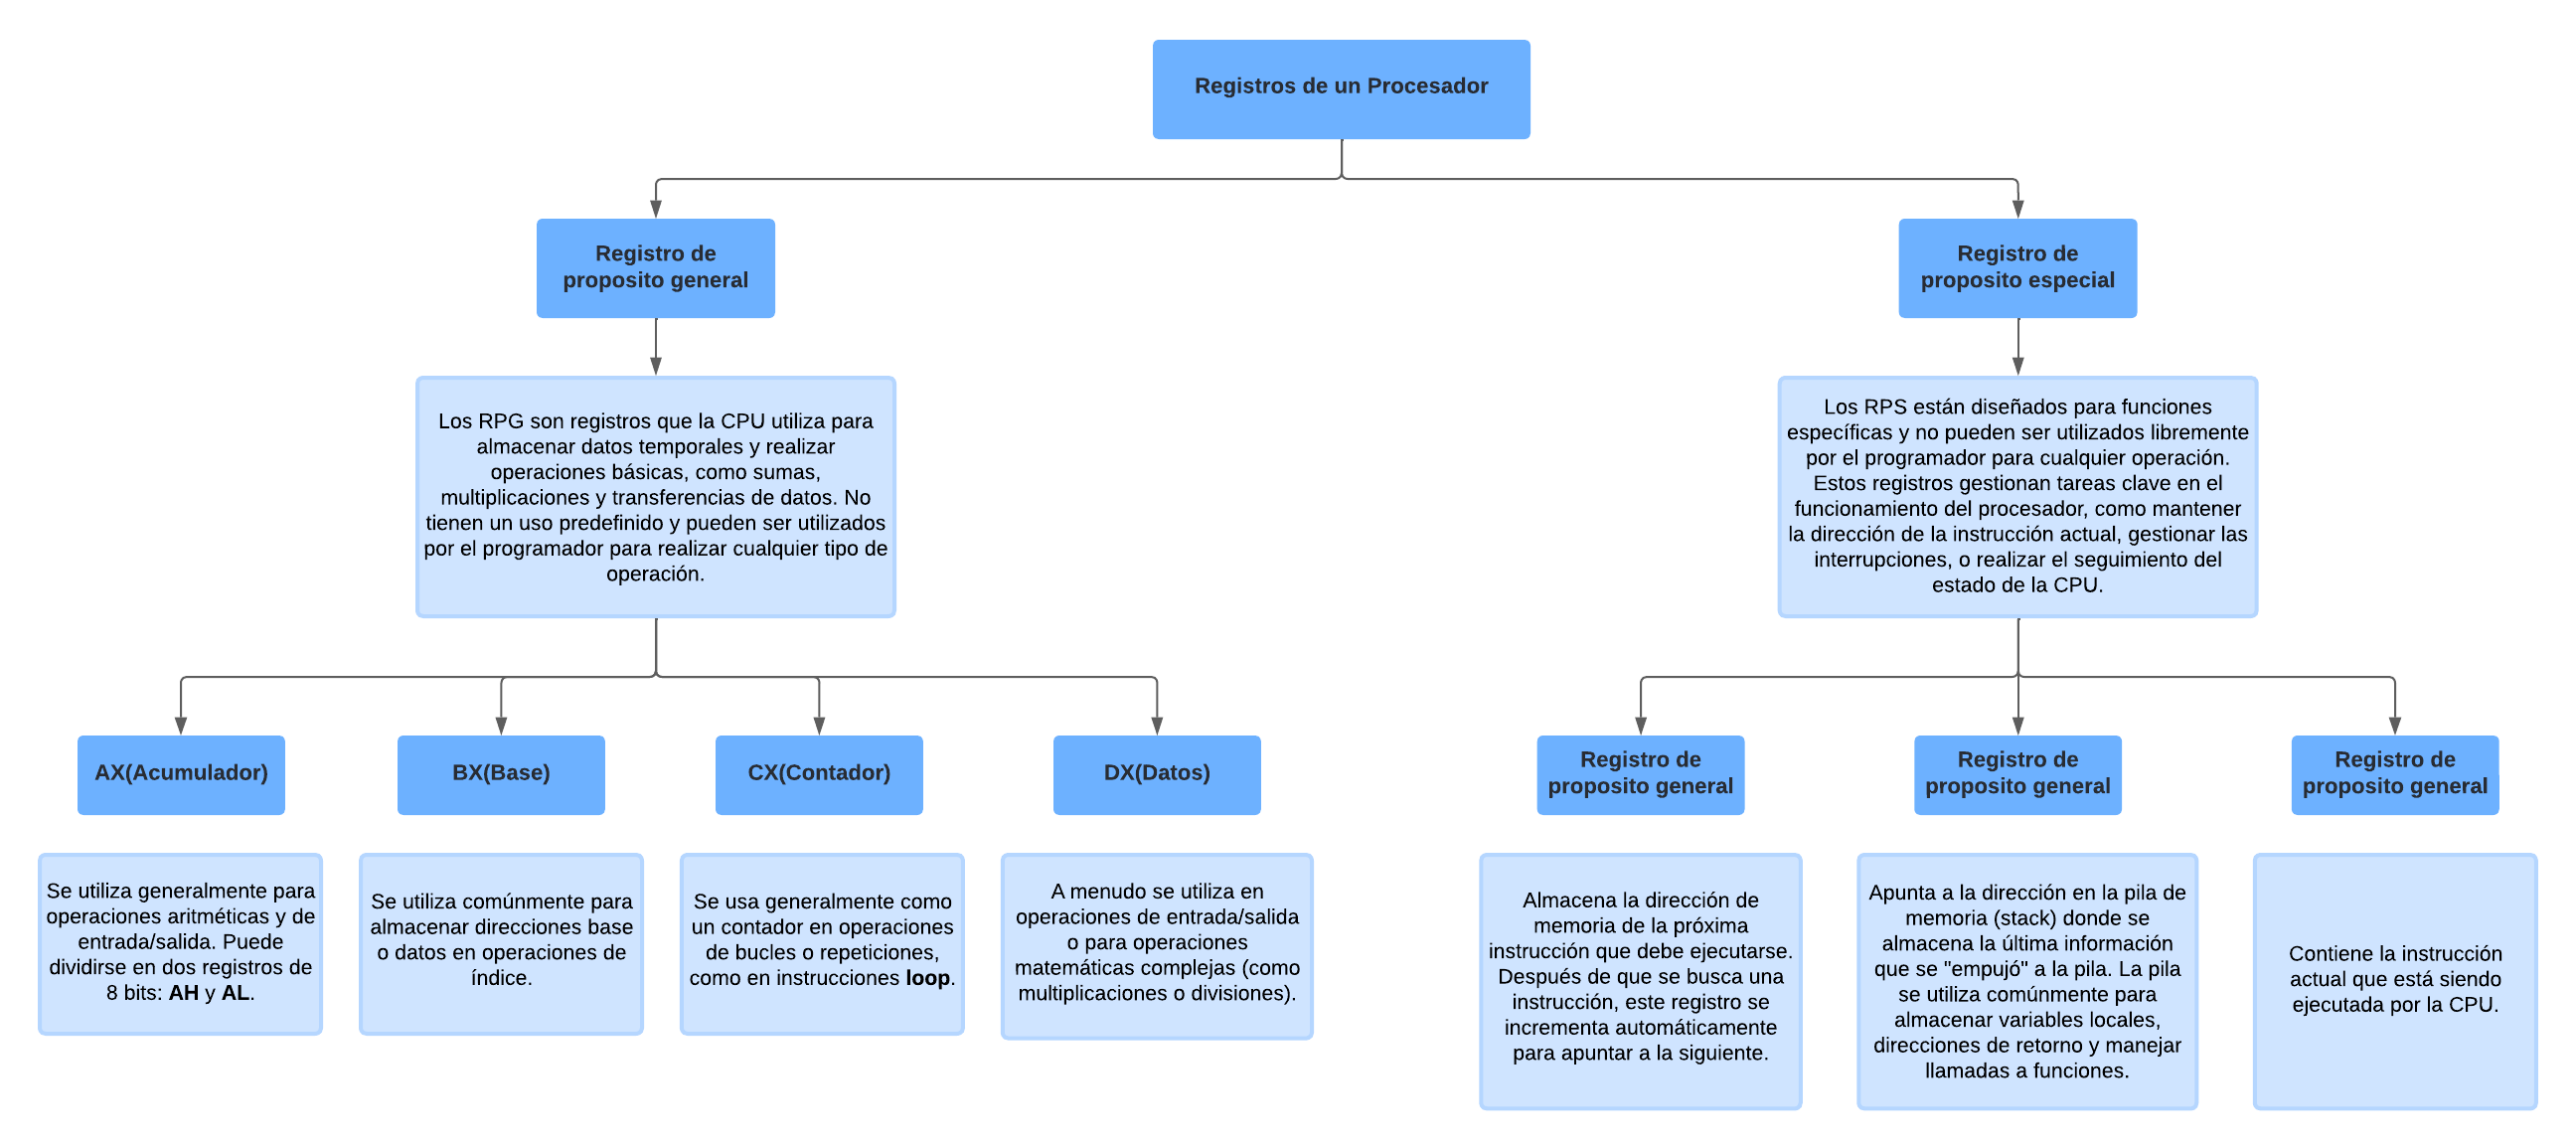 Registros de un Procesador
Registro de
proposito general
Registro de
proposito especial
Los RPG son registros que la CPU utiliza para
almacenar datos temporales y realizar
operaciones básicas, como sumas,
multiplicaciones y transferencias de datos. No
tienen un uso predefinido y pueden ser utilizados
por el programador para realizar cualquier tipo de
operación.
Los RPS están diseñados para funciones
específicas y no pueden ser utilizados libremente
por el programador para cualquier operación.
Estos registros gestionan tareas clave en el
funcionamiento del procesador, como mantener
la dirección de la instrucción actual, gestionar las
interrupciones, o realizar el seguimiento del
estado de la CPU.
AX(Acumulador)
BX(Base)
CX(Contador)
DX(Datos)
Registro de
proposito general
Registro de
proposito general
Registro de
proposito general
Se utiliza generalmente para
operaciones aritméticas y de
entrada/salida. Puede
dividirse en dos registros de
8 bits: AH y AL.
Se utiliza comúnmente para
almacenar direcciones base
o datos en operaciones de
índice.
Se usa generalmente como
un contador en operaciones
de bucles o repeticiones,
como en instrucciones loop.
A menudo se utiliza en
operaciones de entrada/salida
o para operaciones
matemáticas complejas (como
multiplicaciones o divisiones).
Almacena la dirección de
memoria de la próxima
instrucción que debe ejecutarse.
Después de que se busca una
instrucción, este registro se
incrementa automáticamente
para apuntar a la siguiente.
Apunta a la dirección en la pila de
memoria (stack) donde se
almacena la última información
que se "empujó" a la pila. La pila
se utiliza comúnmente para
almacenar variables locales,
direcciones de retorno y manejar
llamadas a funciones.
Contiene la instrucción
actual que está siendo
ejecutada por la CPU.